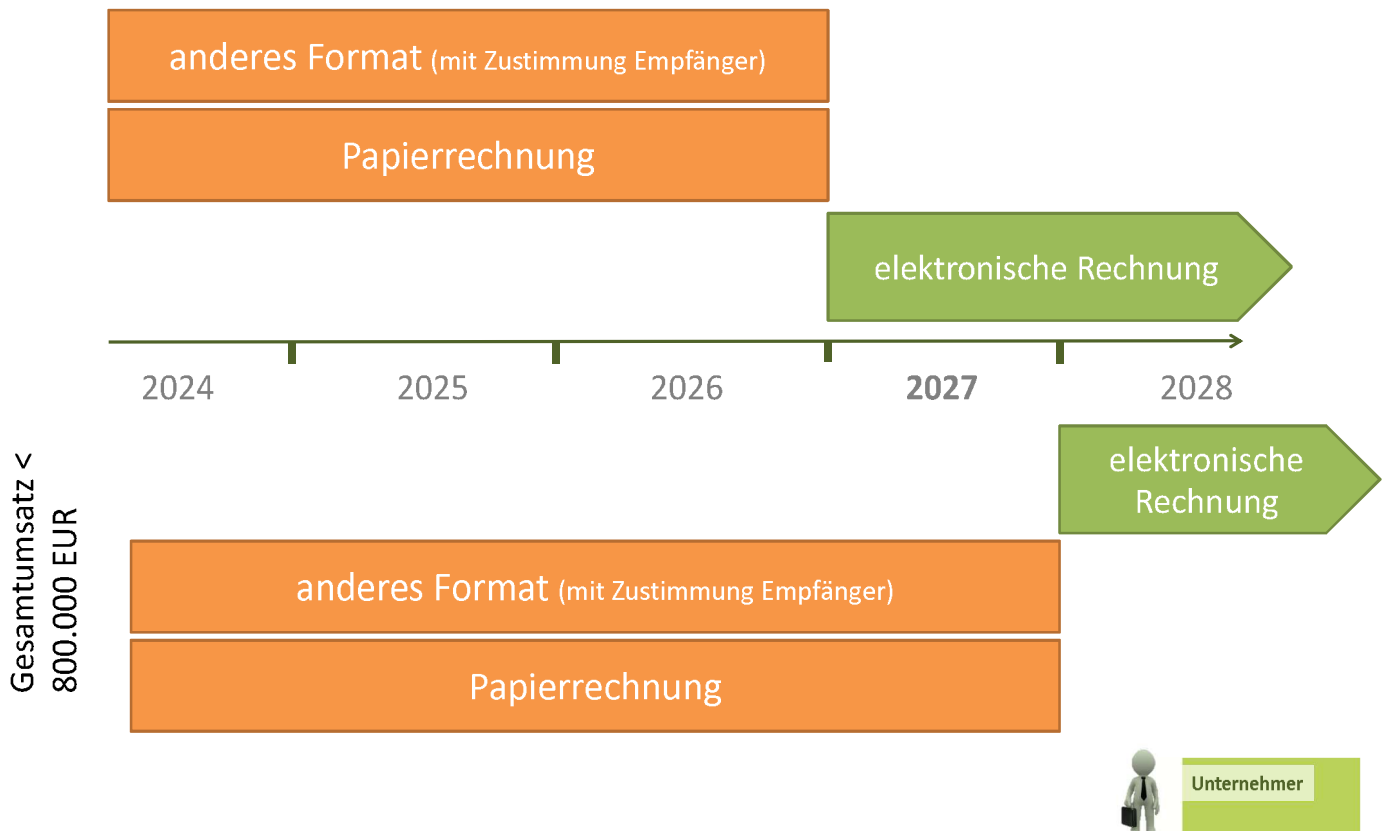 anderes Format (mit Zustimmung Empfänger)
Papierrechnung
elektronische Rechnung
2024 2025 2026 2027 2028
Gesamtumsatz <
800.000 EUR
elektronische
Rechnung
anderes Format (mit Zustimmung Empfänger)
Papierrechnung
Unternehmer